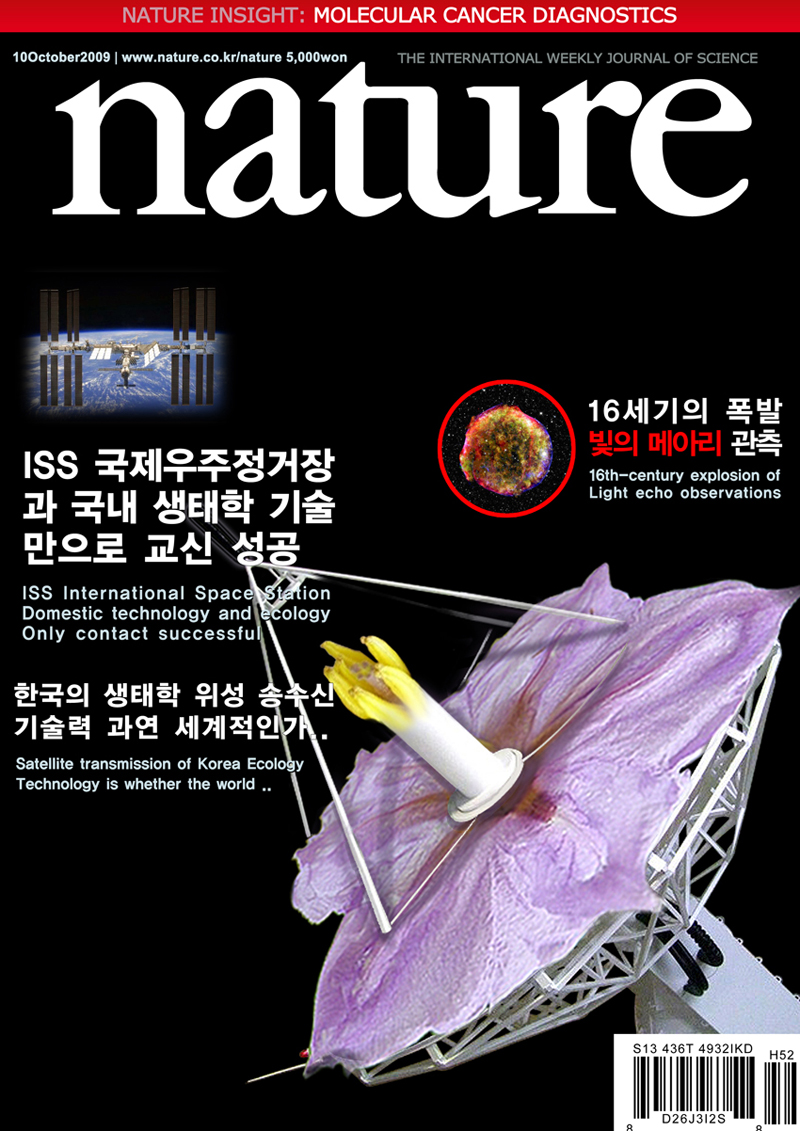 NATURE INSIGHT: MOLECULAR CANCER DIAGNOSTICS
10October2009 | www.nature.co.kr/nature 5,000won
THE INTERNATIONAL WEEKLY JOURNAL OF SCIENCE
nature
16세기의 폭발
빛의 메아리 관측
16th-century explosion of
Light echo observations
ISS 국제우주정거장
과 국내 생태학 기술
만으로 교신 성공
ISS International Space Station
Domestic technology and ecology
Only contact successful
한국의 생태학 위성 송수신
기술력 과연 세계적인가..
Satellite transmission of Korea Ecology
Technology is whether the world ..
S13 436T 4932IKD
H52
D26J3I2S
8 8